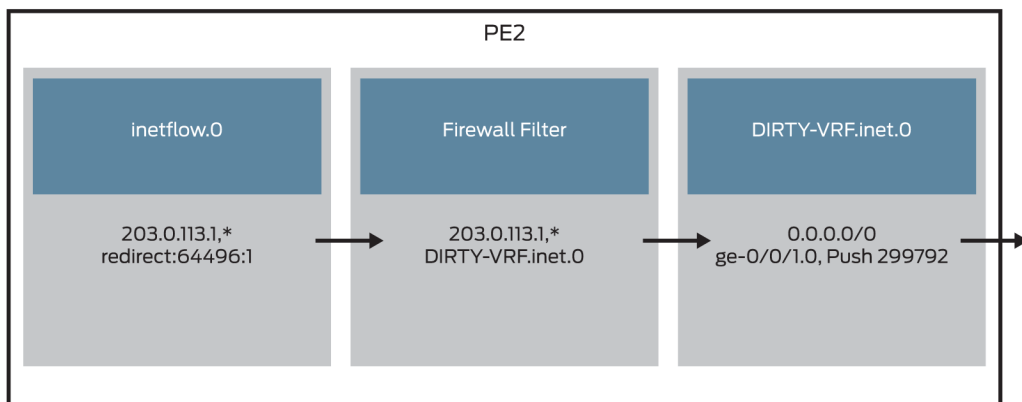 PE2
inetflow.0
203.0.113.1,*
redirect:64496:1
Firewall Filter
203.0.113.1,*
DIRTY-VRF.inet.0
DIRTY-VRF.inet.0
0.0.0.0/0
ge-0/0/1.0, Push 299792